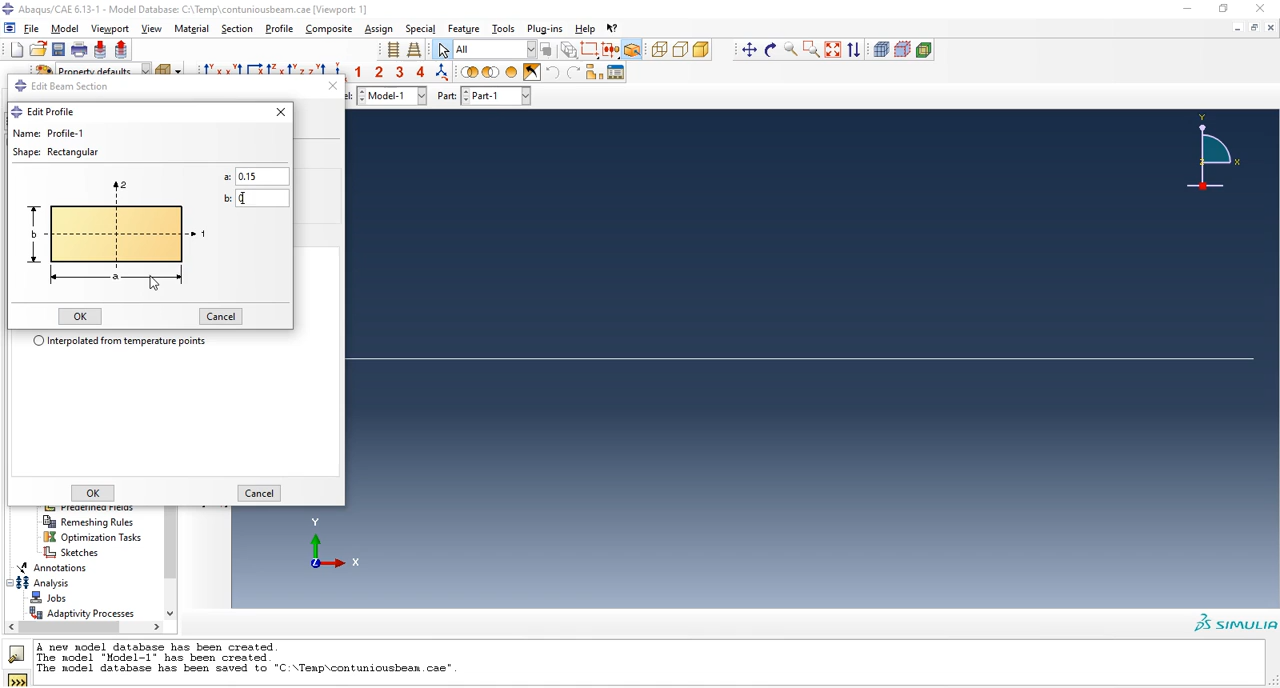 Abaqus/CAE 6.13-1 - Model Database: C:\Temp\contuniousbeam.cae [Viewport: 1]
File Model Viewport View Material Section Profile Composite Assign Special Feature Tools Plug-ins Help
All
Property defaults
1 2 3 4
Edit Beam Section
Model-1 Part: Part-1
Edit Profile
Name: Profile-1
Shape: Rectangular
a: 0.15
b: 0
2
b
1
a
OK Cancel
Interpolated from temperature points
OK Cancel
Predefined Fields
Remeshing Rules
Optimization Tasks
Sketches
Annotations
Analysis
Jobs
Adaptivity Processes
Y
X
Z
Y
X
Z
SIMULIA
A new model database has been created.
The model "Model-1" has been created.
The model database has been saved to "C:\Temp\contuniousbeam.cae".
>>>